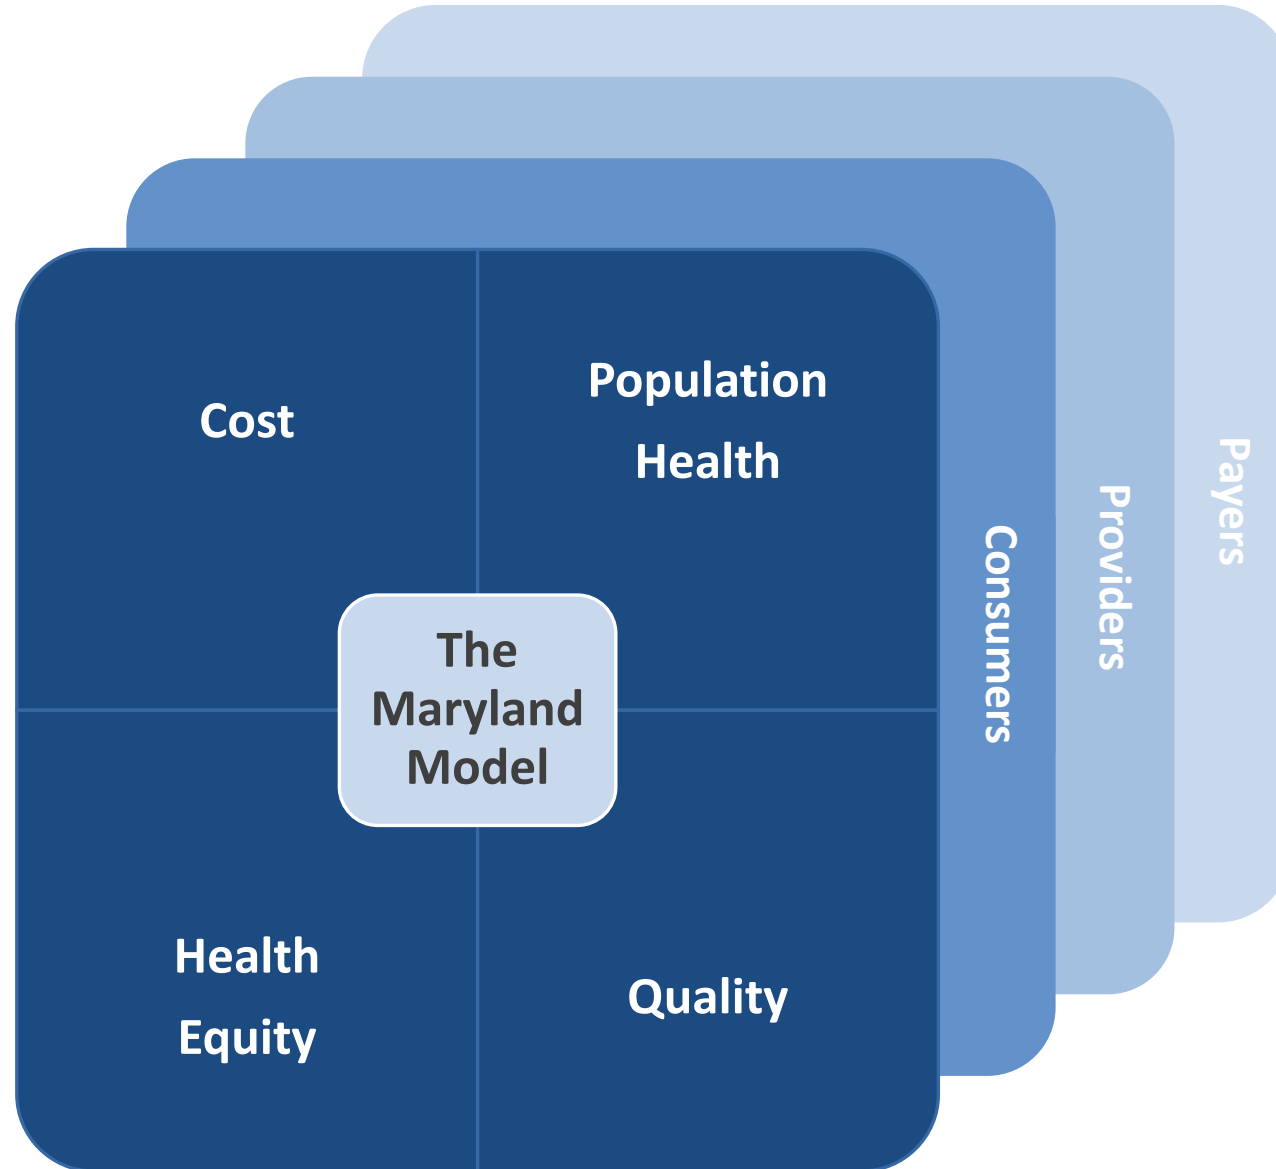 Cost
Population
Health
The
Maryland
Model
Health
Equity
Quality
Consumers
Providers
Payers